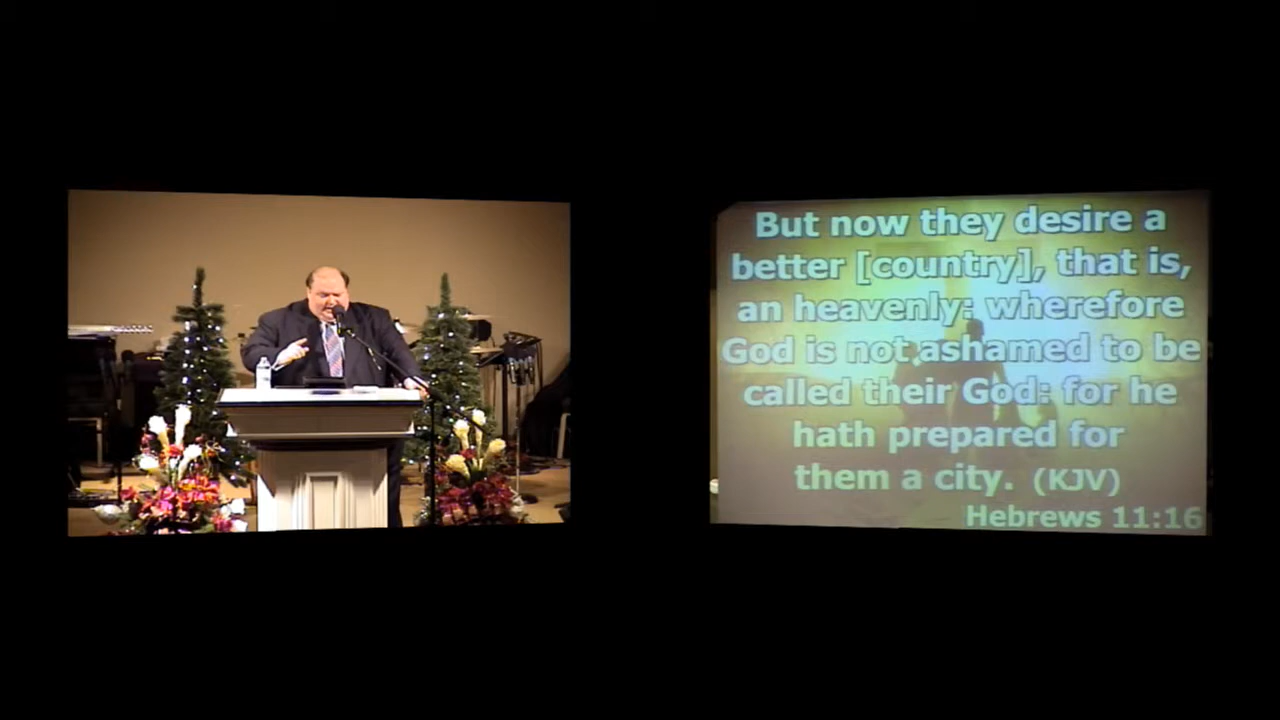 But now they desire a
better [country], that is,
an heavenly: wherefore
God is not ashamed to be
called their God: for he
hath prepared for
them a city. (KJV)
Hebrews 11:16